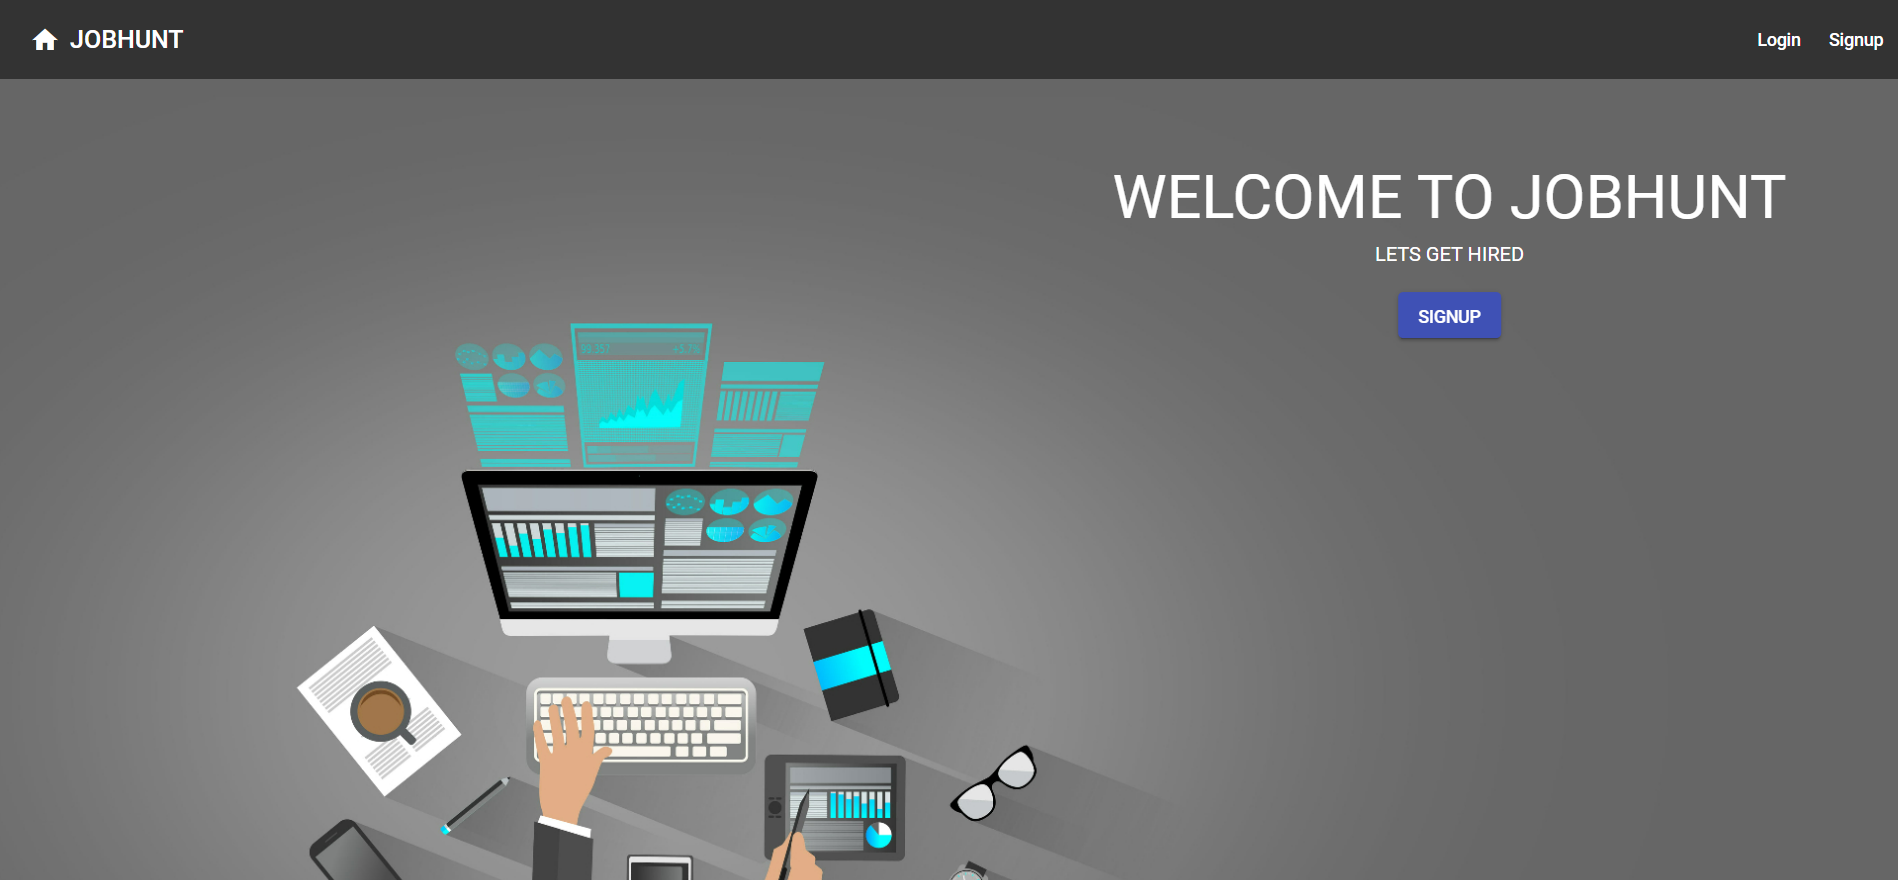 JOBHUNT
Login
Signup
WELCOME TO JOBHUNT
LETS GET HIRED
SIGNUP